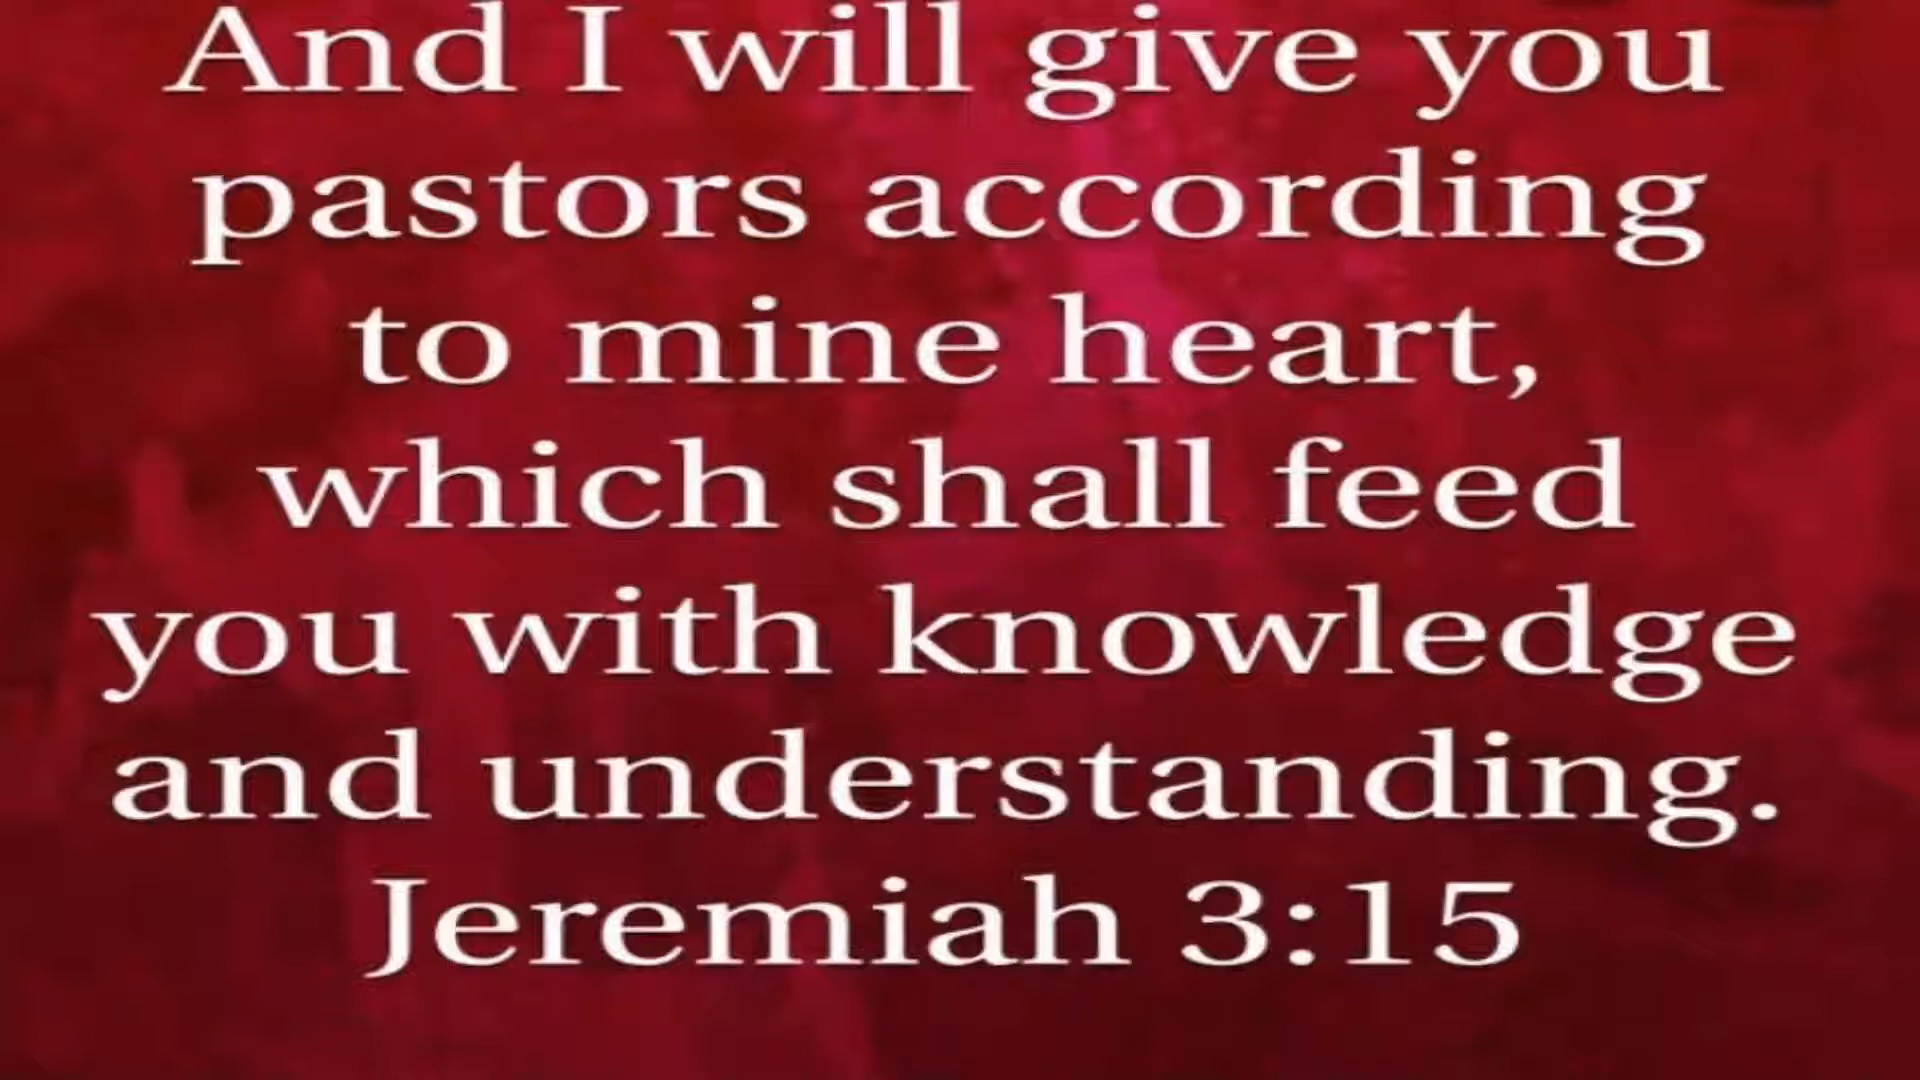 And I will give you
pastors according
to mine heart,
which shall feed
you with knowledge
and understanding.
Jeremiah 3:15